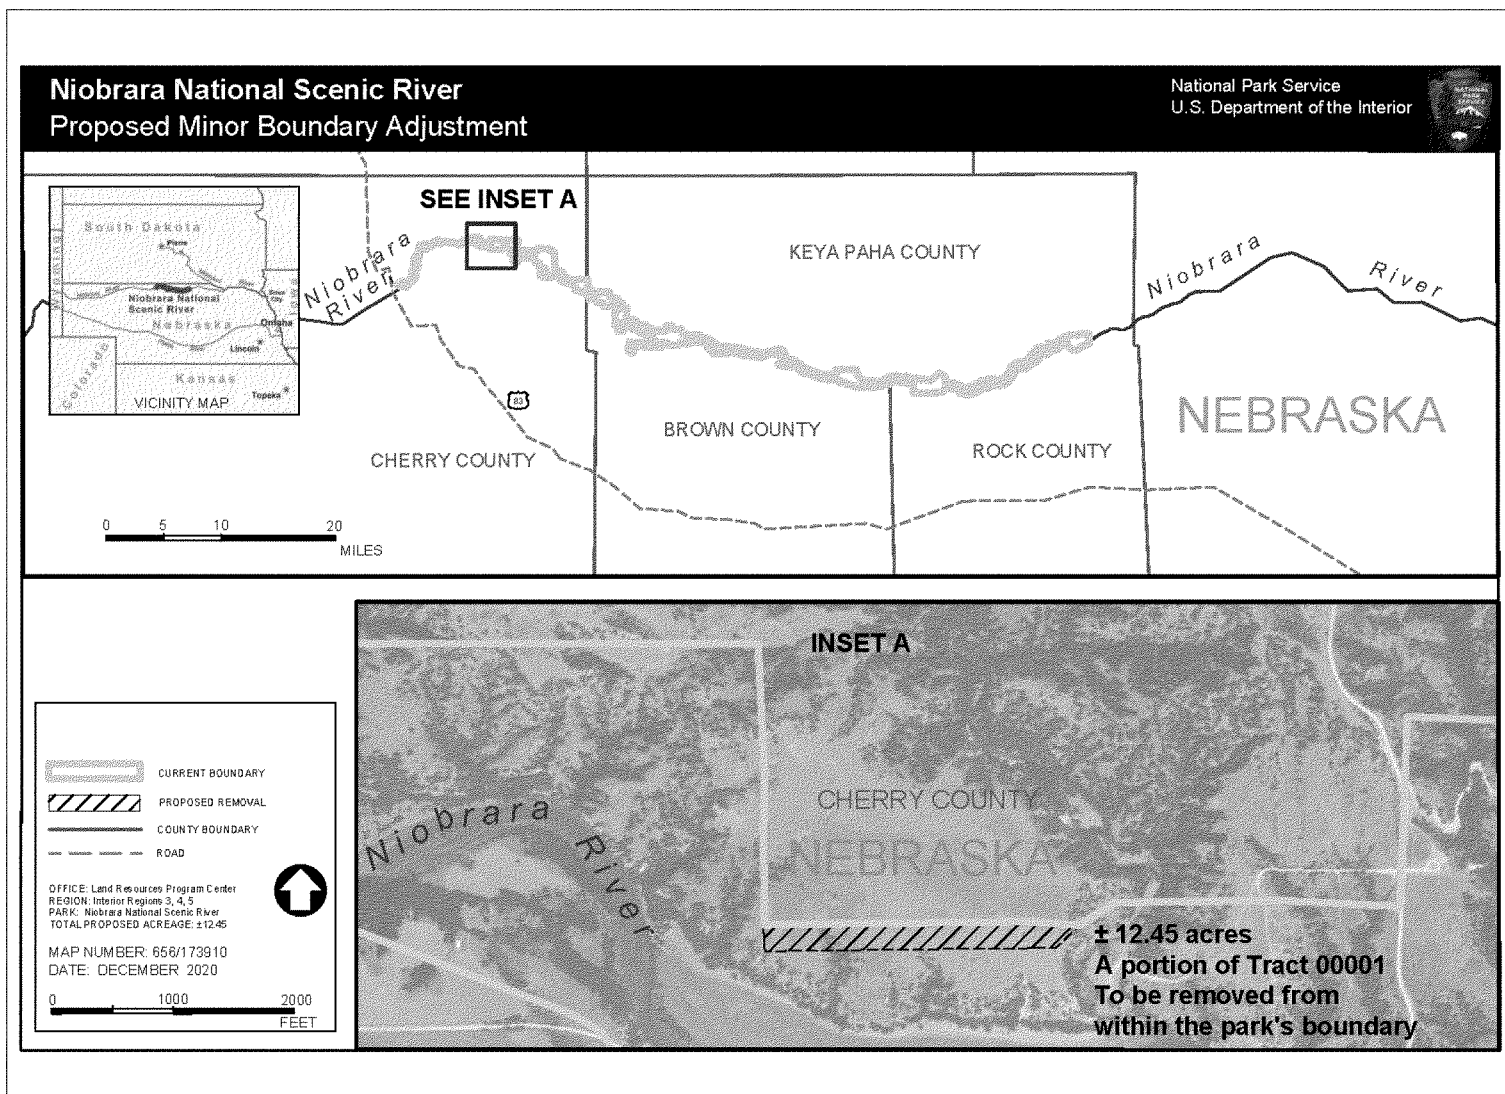 Niobrara National Scenic River
Proposed Minor Boundary Adjustment
National Park Service
U.S. Department of the Interior
NATIONAL
PARK
SERVICE
SEE INSET A
KEYA PAHA COUNTY
Niobrara
River
Niobrara
River
83
CHERRY COUNTY
BROWN COUNTY
ROCK COUNTY
NEBRASKA
0 5 10 20
MILES
South Dakota
Pierre
Wyoming
Niobrara National
Scenic River
Nebraska
Omaha
Lincoln
Colorado
Kansas
Topeka
VICINITY MAP
INSET A
CHERRY COUNTY
NEBRASKA
Niobrara
River
± 12.45 acres
A portion of Tract 00001
To be removed from
within the park's boundary
CURRENT BOUNDARY
PROPOSED REMOVAL
COUNTY BOUNDARY
ROAD
OFFICE: Land Resources Program Center
REGION: Interior Regions 3, 4, 5
PARK: Niobrara National Scenic River
TOTAL PROPOSED ACREAGE: ±12.45
MAP NUMBER: 656/173910
DATE: DECEMBER 2020
0 1000 2000
FEET